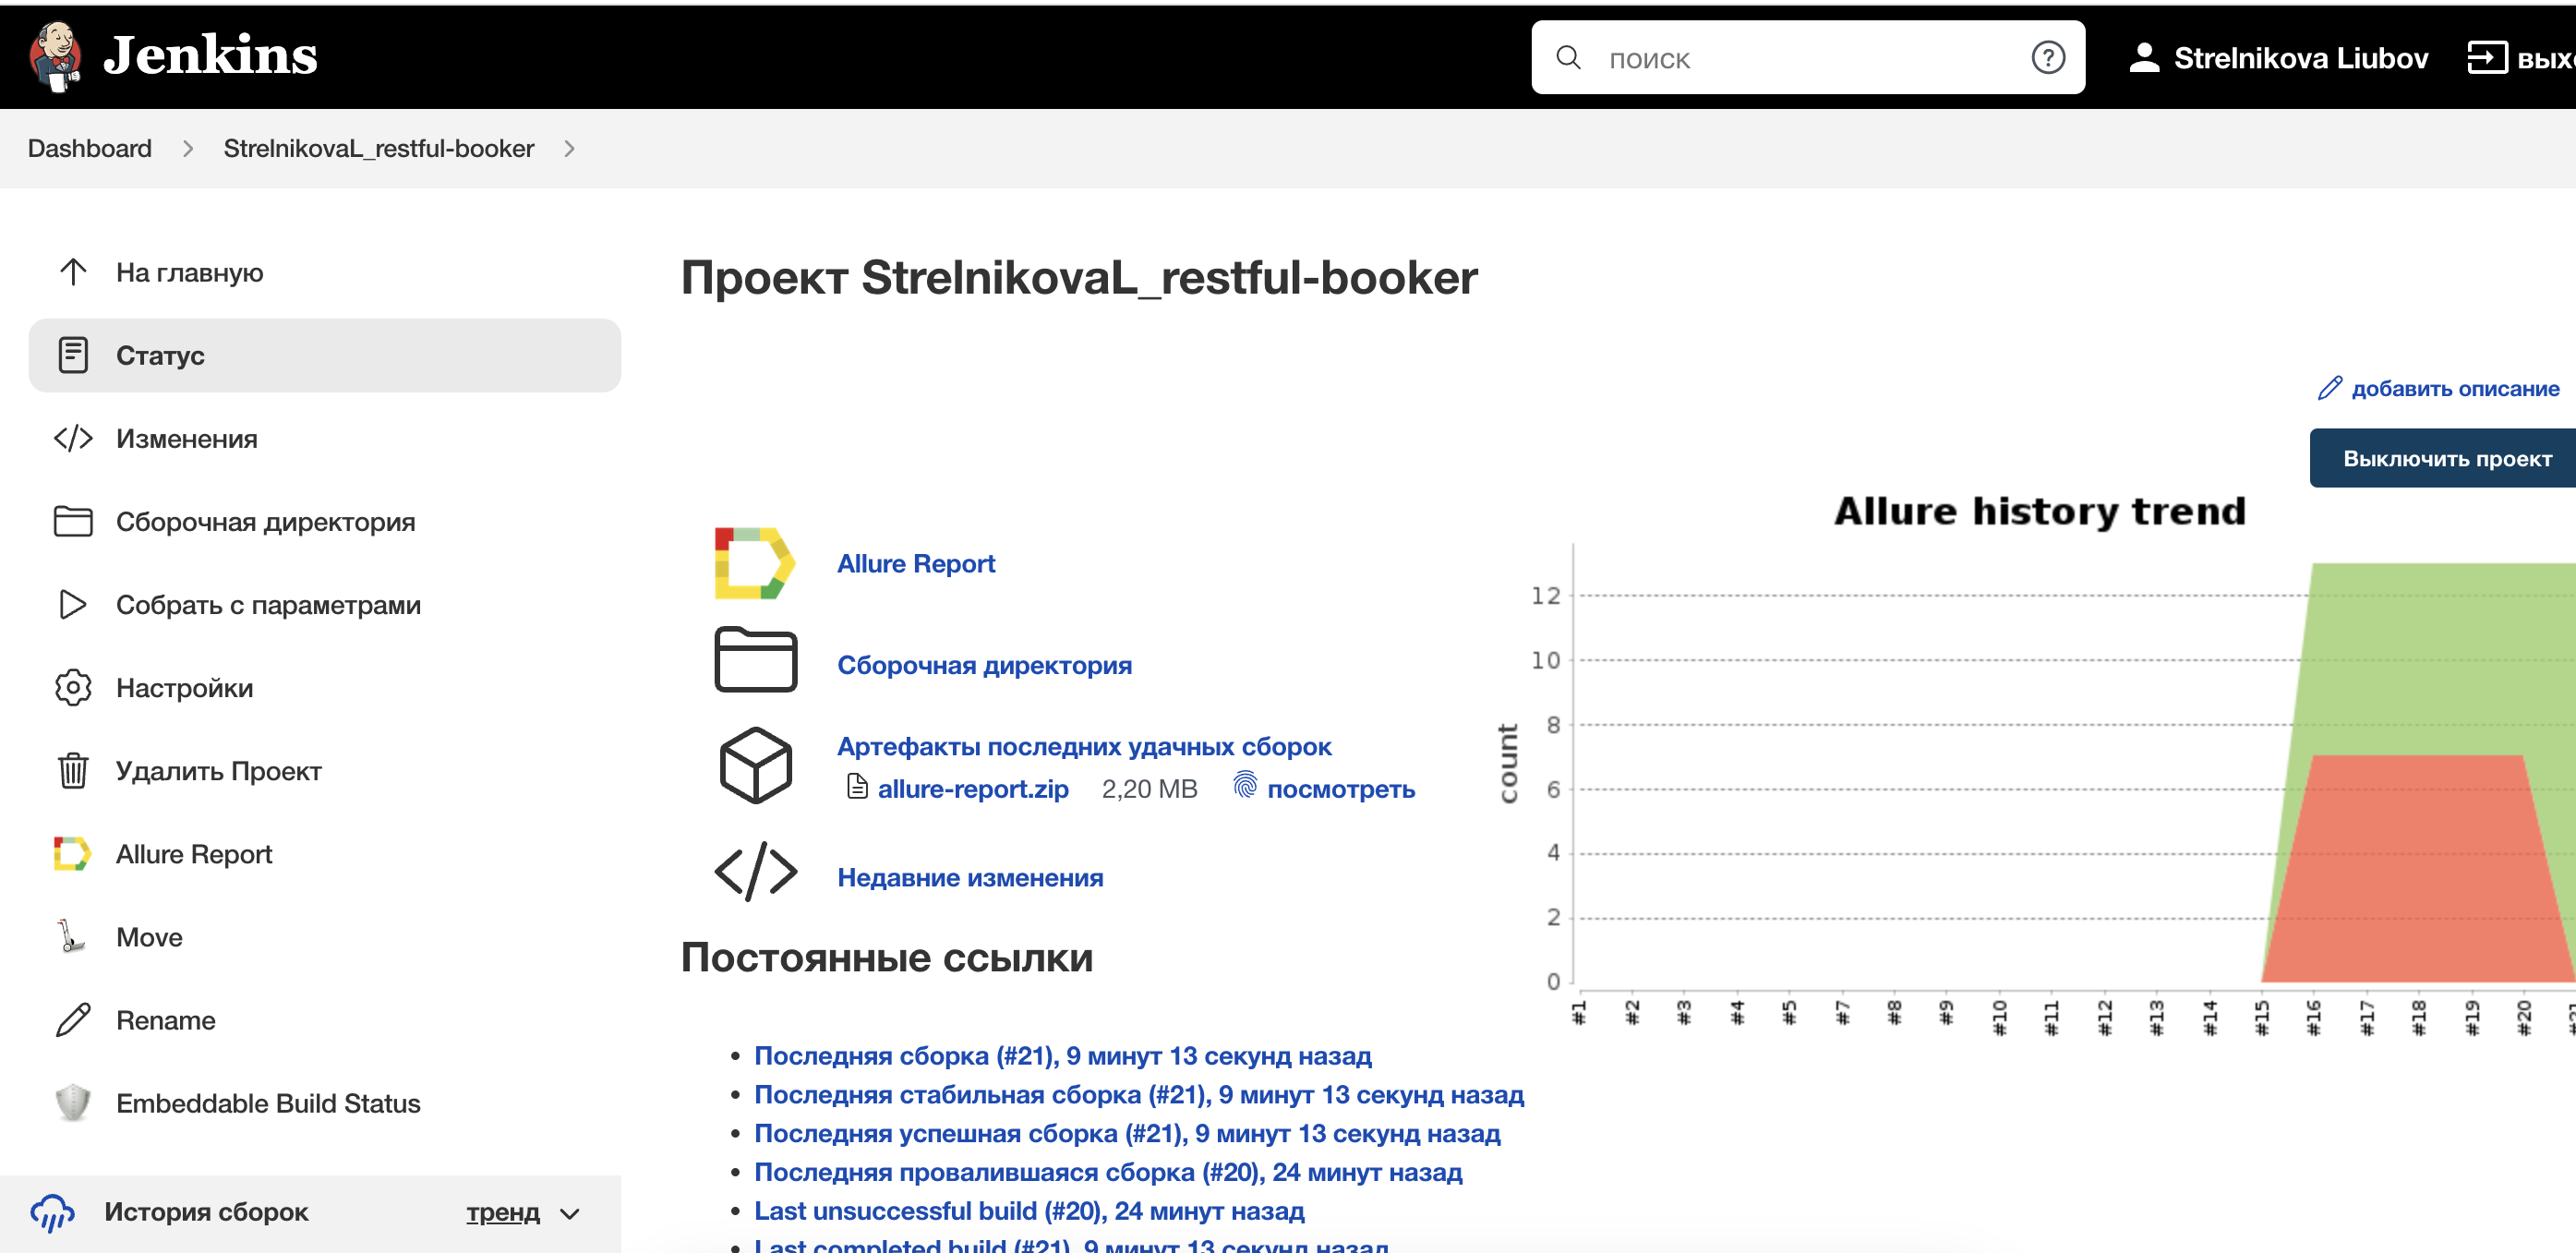 Jenkins
поиск
Strelnikova Liubov
Dashboard
StrelnikovaL_restful-booker
На главную
Статус
Изменения
Сборочная директория
Собрать с параметрами
Настройки
Удалить Проект
Allure Report
Move
Rename
Embeddable Build Status
История сборок
тренд
Проект StrelnikovaL_restful-booker
добавить описание
Выключить проект
Allure Report
Сборочная директория
Артефакты последних удачных сборок
allure-report.zip 2,20 MB посмотреть
Недавние изменения
Allure history trend
count
12
10
8
6
4
2
0
#1 #2 #3 #4 #5 #7 #8 #9 #10 #11 #12 #13 #14 #15 #16 #17 #18 #19 #20
Постоянные ссылки
Последняя сборка (#21), 9 минут 13 секунд назад
Последняя стабильная сборка (#21), 9 минут 13 секунд назад
Последняя успешная сборка (#21), 9 минут 13 секунд назад
Последняя провалившаяся сборка (#20), 24 минут назад
Last unsuccessful build (#20), 24 минут назад
Last completed build (#21), 9 минут 13 секунд назад